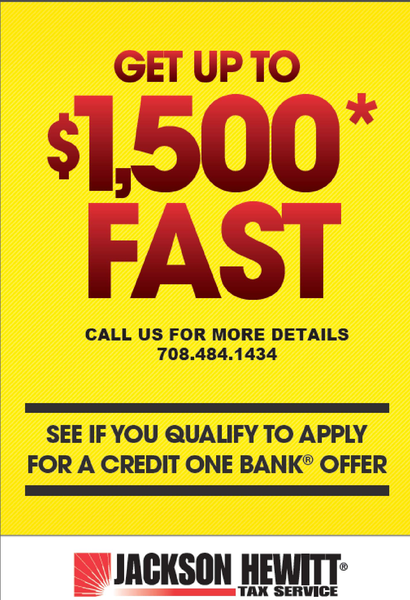 GET UP TO
$1,500*
FAST
CALL US FOR MORE DETAILS
708.484.1434
SEE IF YOU QUALIFY TO APPLY
FOR A CREDIT ONE BANK® OFFER
JACKSON HEWITT®
TAX SERVICE